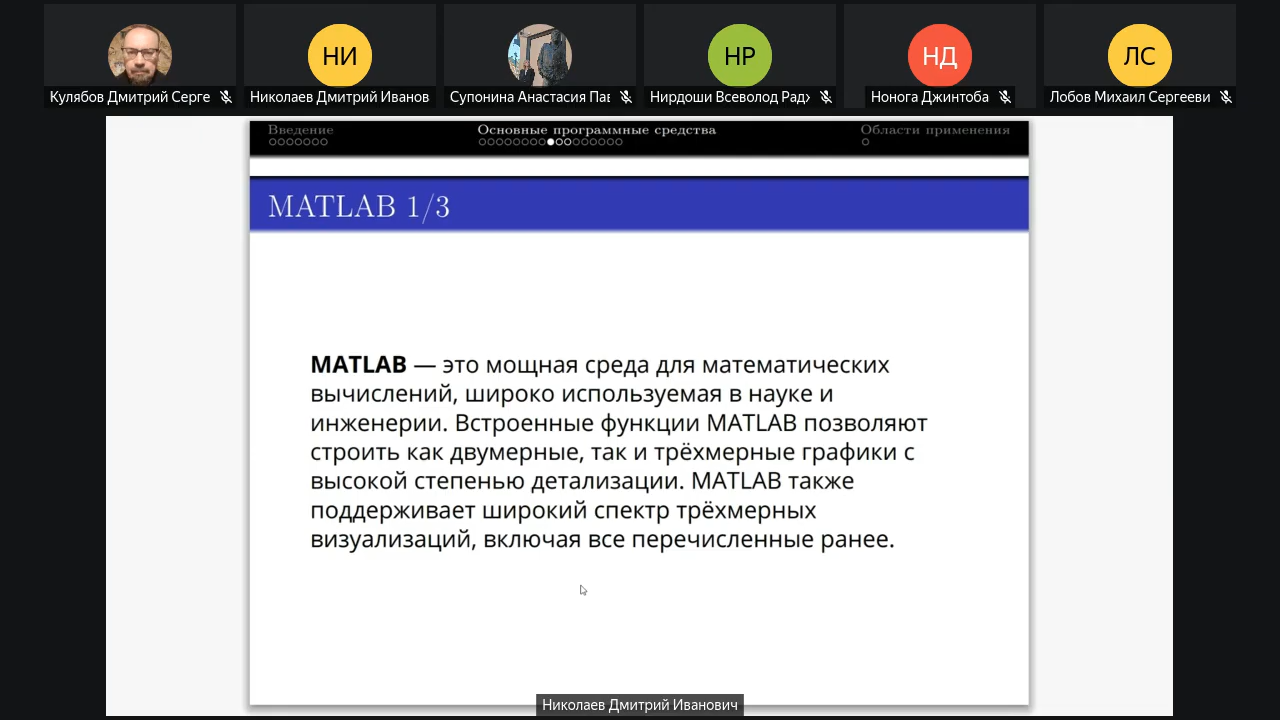 НИ
НР
НД
ЛС
Кулябов Дмитрий Серге
Николаев Дмитрий Иванов
Супонина Анастасия Пав
Нирдоши Всеволод Радж
Нонога Джинтоба
Лобов Михаил Сергееви
Введение
Основные программные средства
Области применения
MATLAB 1/3
MATLAB — это мощная среда для математических
вычислений, широко используемая в науке и
инженерии. Встроенные функции MATLAB позволяют
строить как двумерные, так и трёхмерные графики с
высокой степенью детализации. MATLAB также
поддерживает широкий спектр трёхмерных
визуализаций, включая все перечисленные ранее.
Николаев Дмитрий Иванович